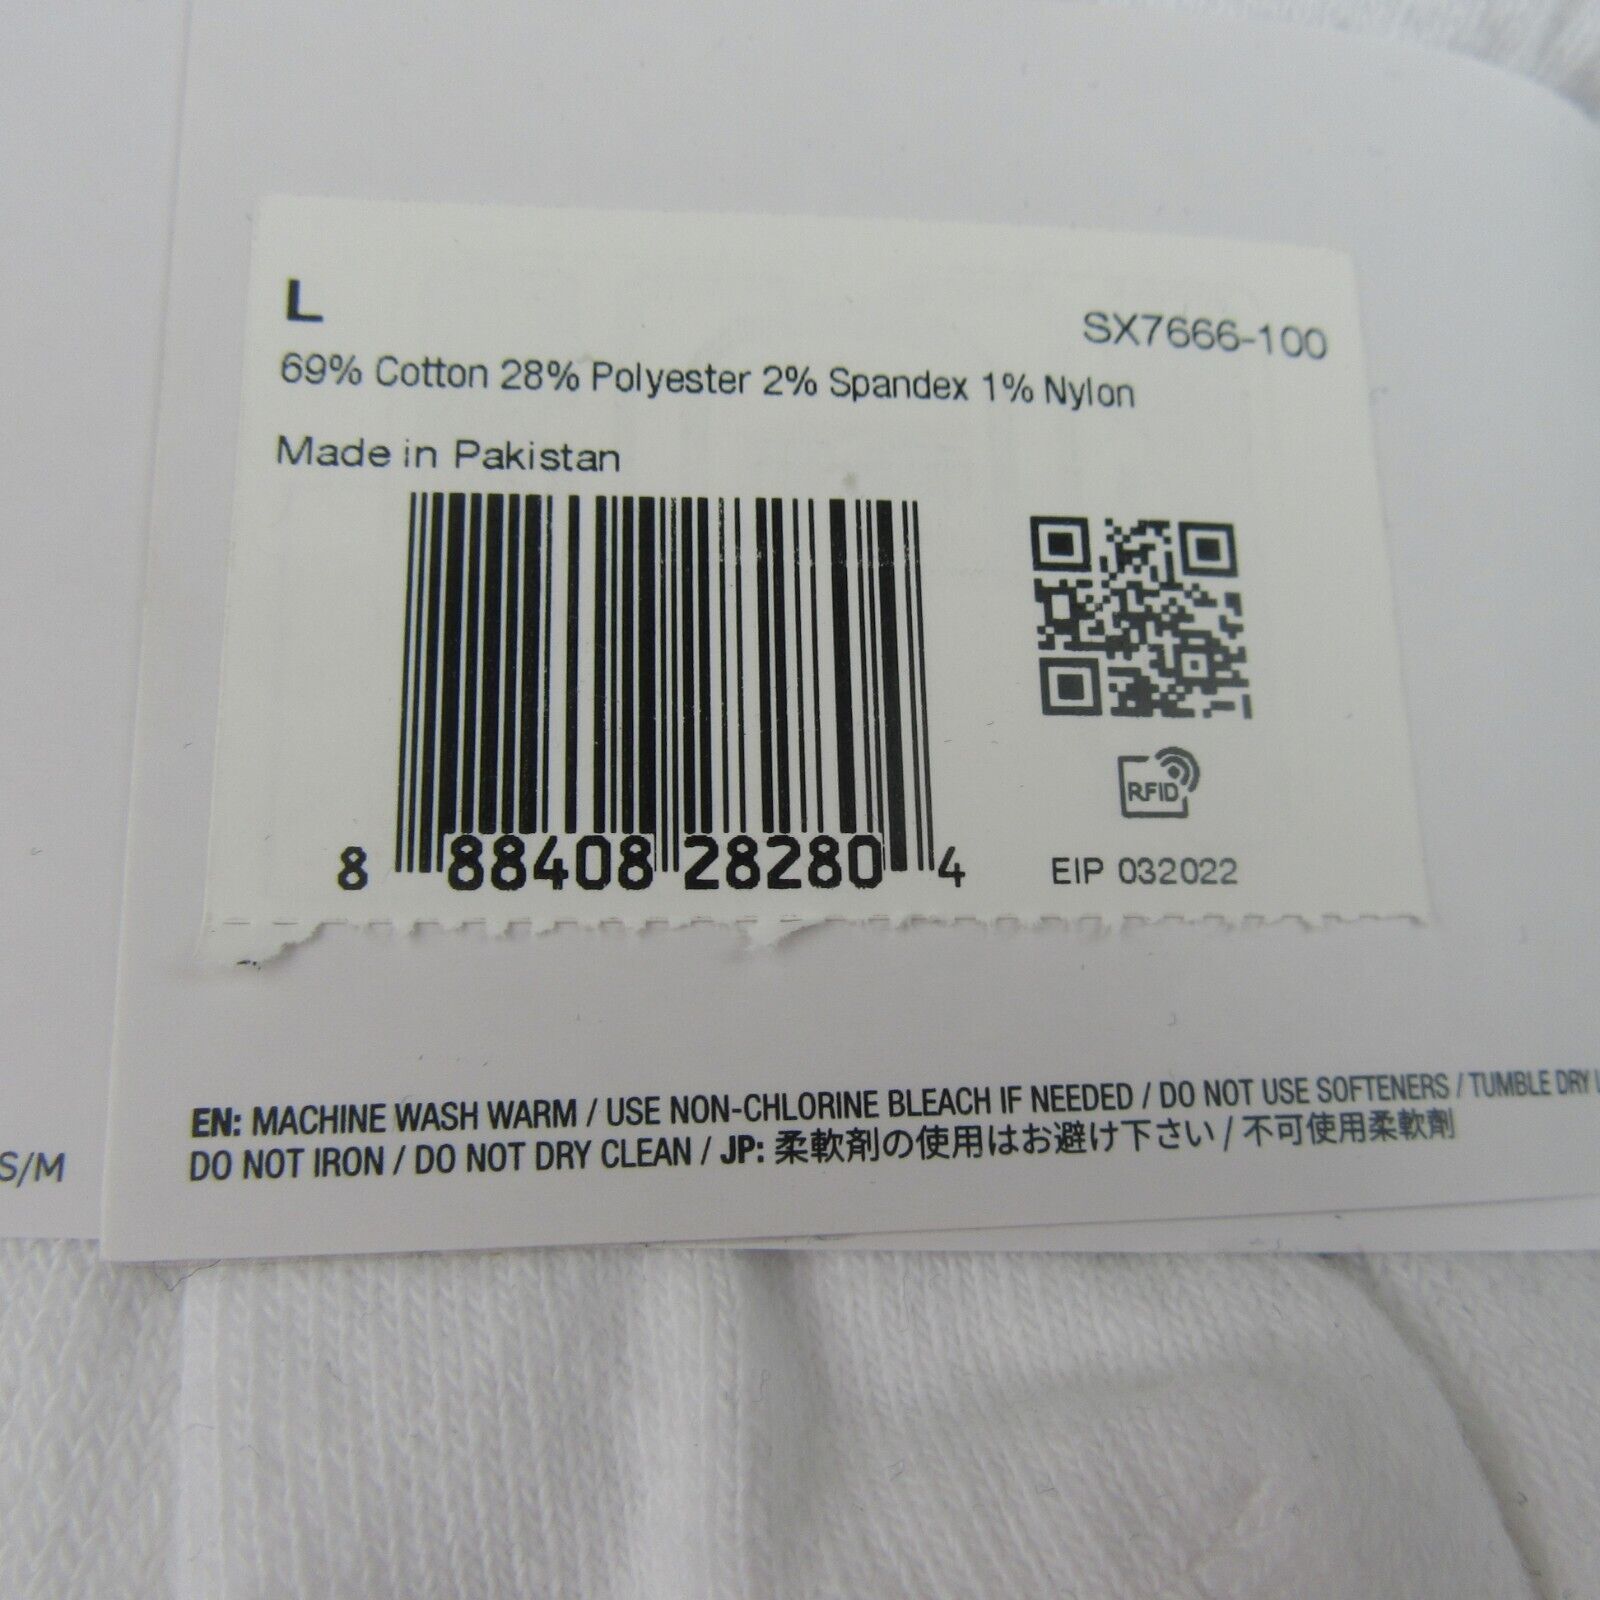 L
SX7666-100
69% Cotton 28% Polyester 2% Spandex 1% Nylon
Made in Pakistan
RFID
8 88408 28280 4
EIP 032022
EN: MACHINE WASH WARM / USE NON-CHLORINE BLEACH IF NEEDED / DO NOT USE SOFTENERS / TUMBLE DRY
DO NOT IRON / DO NOT DRY CLEAN / JP: 柔軟剤の使用はお避け下さい / 不可使用柔軟劑
S/M